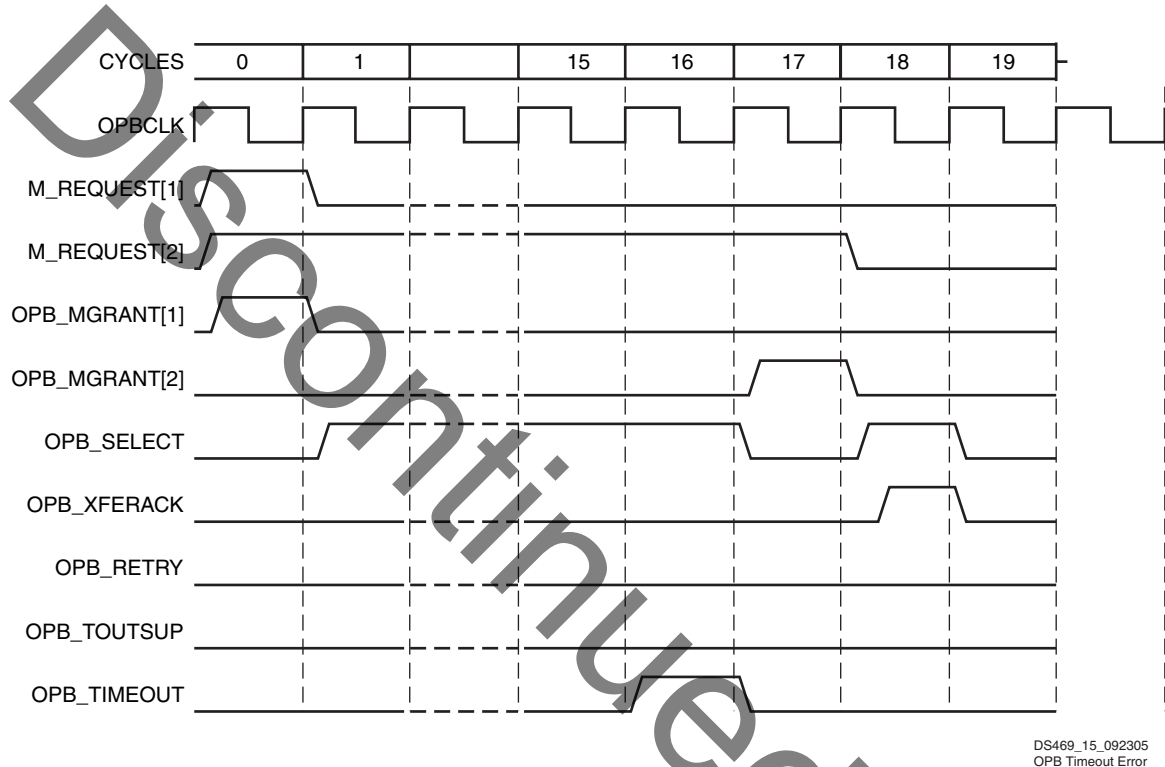 CYCLES 0 1 15 16 17 18 19
OPBCLK
M_REQUEST[1]
M_REQUEST[2]
OPB_MGRANT[1]
OPB_MGRANT[2]
OPB_SELECT
OPB_XFERACK
OPB_RETRY
OPB_TOUTSUP
OPB_TIMEOUT
Discontinue
DS469_15_092305
OPB Timeout Error